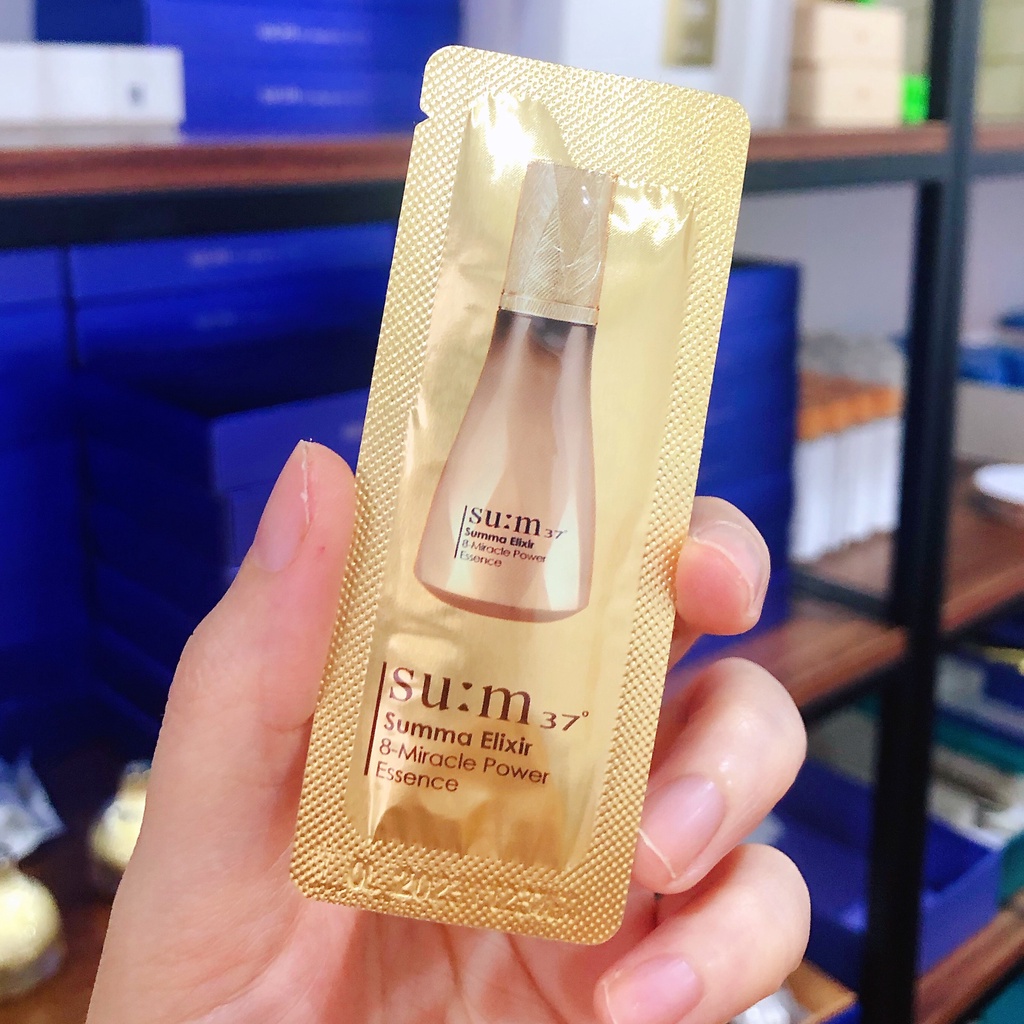 su:m37°
Summa Elixir
8-Miracle Power
Essence
su:m37°
Summa Elixir
8-Miracle Power
Essence